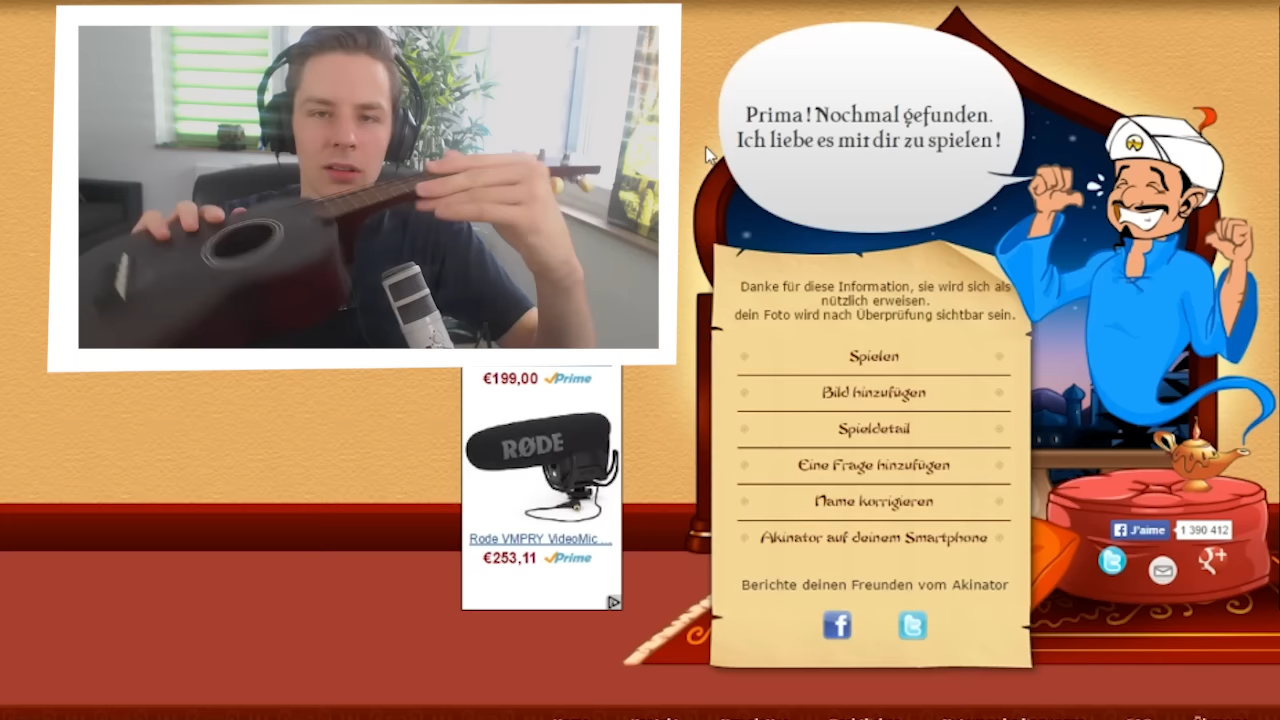 Prima! Nochmal gefunden.
Ich liebe es mit dir zu spielen!
Danke für diese Information, sie wird sich als
nützlich erweisen.
dein Foto wird nach Überprüfung sichtbar sein.
Spielen
Bild hinzufügen
Spieldetail
Eine Frage hinzufügen
Name korrigieren
Akinator auf deinem Smartphone
Berichte deinen Freunden vom Akinator
€199,00 Prime
RØDE
Rode VMPRY VideoMic ...
€253,11 Prime
J'aime 1 390 412